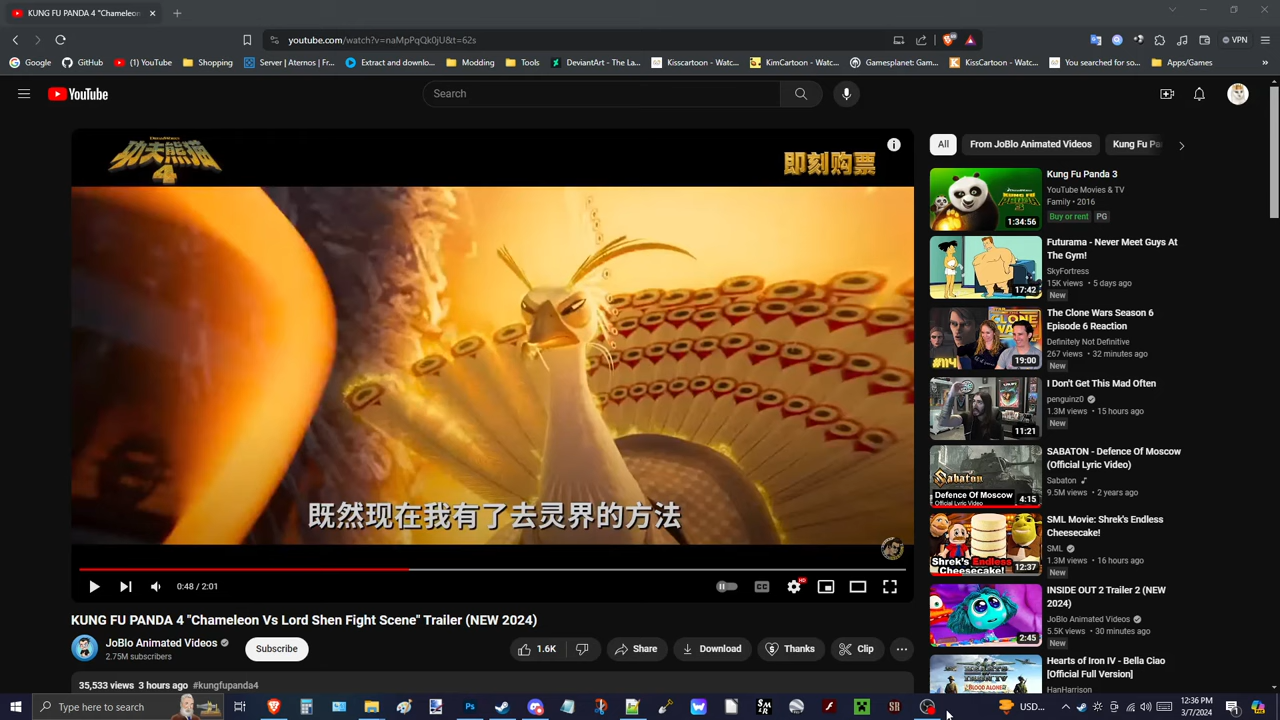 KUNG FU PANDA 4 "Chameleon
youtube.com/watch?v=naMpPqQk0jU&t=62s
VPN
Google
GitHub
(1) YouTube
Shopping
Server | Aternos | Fr...
Extract and downlo...
Modding
Tools
DeviantArt - The La...
Kisscartoon - Watc...
KimCartoon - Watc...
Gamesplanet: Gam...
KissCartoon - Watc...
You searched for so...
Apps/Games
YouTube
Search
DREAMWORKS
功夫熊猫
4
即刻购票
既然现在我有了去灵界的方法
0:48 / 2:01
HD
KUNG FU PANDA 4 "Chameleon Vs Lord Shen Fight Scene" Trailer (NEW 2024)
JoBlo Animated Videos
2.75M subscribers
Subscribe
1.6K
Share
Download
Thanks
Clip
35,533 views 3 hours ago #kungfupanda4
All
From JoBlo Animated Videos
Kung Fu Pa
1:34:56
Kung Fu Panda 3
YouTube Movies & TV
Family • 2016
Buy or rent
PG
17:42
Futurama - Never Meet Guys At
The Gym!
SkyFortress
15K views • 5 days ago
New
#114
19:00
The Clone Wars Season 6
Episode 6 Reaction
Definitely Not Definitive
267 views • 32 minutes ago
New
11:21
I Don't Get This Mad Often
penguinz0
1.3M views • 15 hours ago
New
Sabaton
Defence Of Moscow
Official Lyric Video
4:15
SABATON - Defence Of Moscow
(Official Lyric Video)
Sabaton
9.5M views • 2 years ago
Shrek's Endless
Cheesecake!
12:37
SML Movie: Shrek's Endless
Cheesecake!
SML
1.3M views • 16 hours ago
New
2:45
INSIDE OUT 2 Trailer 2 (NEW
2024)
JoBlo Animated Videos
5.5K views • 30 minutes ago
New
HEARTS OF IRON IV
BLOOD ALONE
Hearts of Iron IV - Bella Ciao
[Official Full Version]
HanHarrison
Type here to search
USD...
12:36 PM
3/7/2024